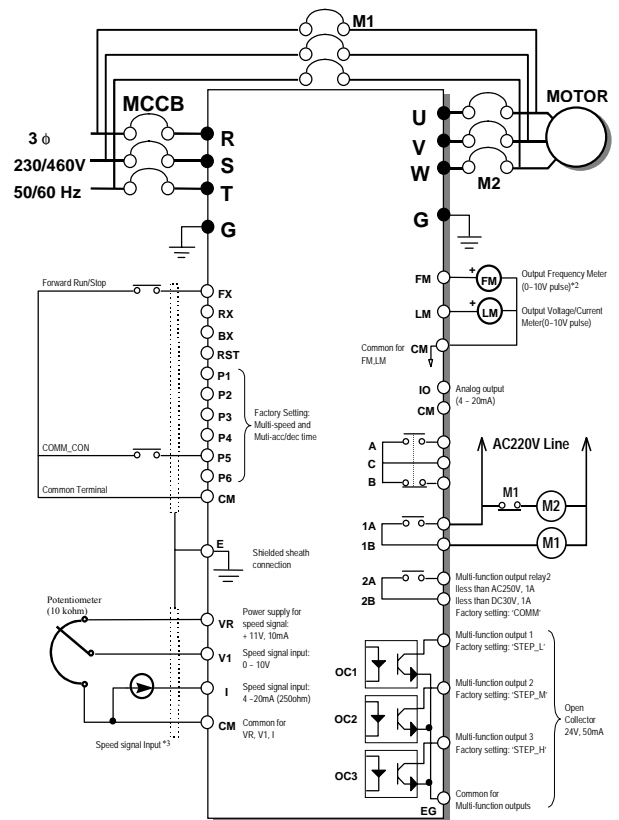 M1
MCCB
MOTOR
3 ϕ
230/460V
50/60 Hz
R
S
T
G
U
V
W
M2
G
Forward Run/Stop
FX
RX
BX
RST
P1
P2
P3
P4
P5
P6
CM
Factory Setting:
Multi-speed and
Muti-acc/dec time
COMM_CON
Common Terminal
E
Shielded sheath
connection
Potentiometer
(10 kohm)
VR
Power supply for
speed signal:
+ 11V, 10mA
V1
Speed signal input:
0 ~ 10V
I
Speed signal input:
4 ~20mA (250ohm)
CM
Common for
VR, V1, I
Speed signal Input *3
FM
+
FM
Output Frequency Meter
(0~10V pulse)*2
LM
+
LM
Output Voltage/Current
Meter(0~10V pulse)
Common for
FM,LM
CM
IO
Analog output
(4 ~ 20mA)
CM
A
C
B
AC220V Line
M1
M2
1A
1B
M1
2A
2B
Multi-function output relay2
lless than AC250V, 1A
lless than DC30V, 1A
Factory setting: 'COMM'
OC1
Multi-function output 1
Factory setting: 'STEP_L'
OC2
Multi-function output 2
Factory setting: 'STEP_M'
OC3
Multi-function output 3
Factory setting: 'STEP_H'
Open
Collector
24V, 50mA
EG
Common for
Multi-function outputs